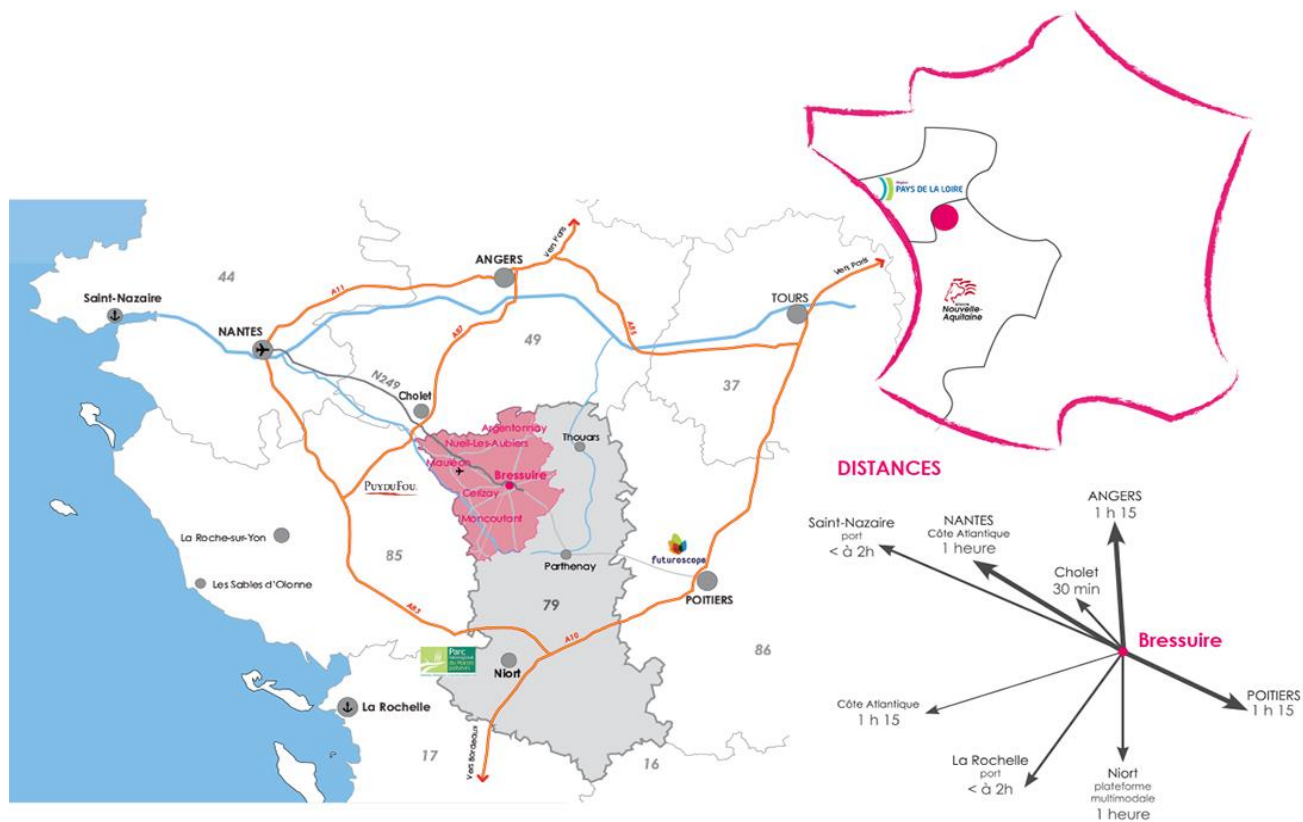 Région
PAYS DE LA LOIRE
Nouvelle-
Aquitaine
44
Saint-Nazaire
NANTES
A11
ANGERS
Vers Paris
A87
49
A85
TOURS
Vers Paris
37
N249
Cholet
Argentonnay
Nueil-Les-Aubiers
Thouars
Mauléon
Bressuire
PUYDUFOU
Cerizay
Moncoutant
La Roche-sur-Yon
85
Les Sables d'Olonne
Parthenay
futuroscope
POITIERS
79
A83
A10
86
Parc
Niort
La Rochelle
17
Vers Bordeaux
16
DISTANCES
ANGERS
1 h 15
Saint-Nazaire
port
< à 2h
NANTES
Côte Atlantique
1 heure
Cholet
30 min
Bressuire
POITIERS
1 h 15
Côte Atlantique
1 h 15
La Rochelle
port
< à 2h
Niort
plateforme
multimodale
1 heure